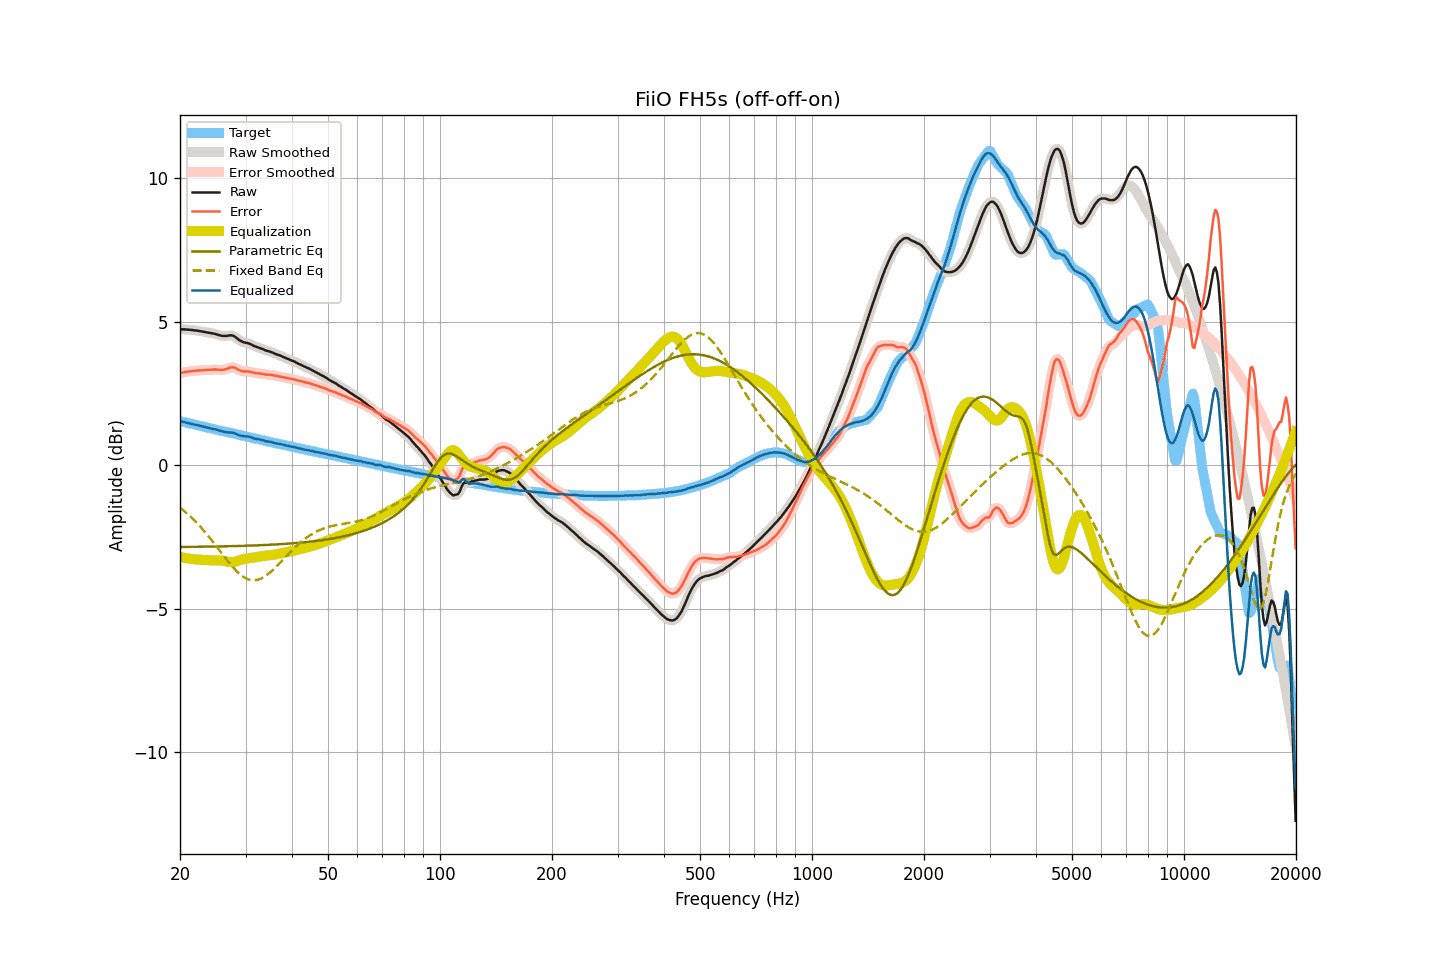 FiiO FH5s (off-off-on)
Target
Raw Smoothed
Error Smoothed
Raw
Error
Equalization
Parametric Eq
Fixed Band Eq
Equalized
Amplitude (dBr)
10
5
0
−5
−10
20 50 100 200 500 1000 2000 5000 10000 20000
Frequency (Hz)